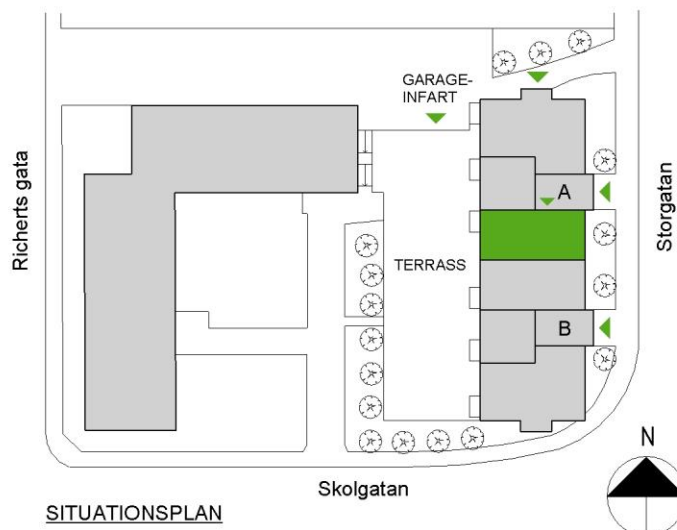 GARAGE-
INFART
A
Richerts gata
Storgatan
TERRASS
B
N
Skolgatan
SITUATIONSPLAN